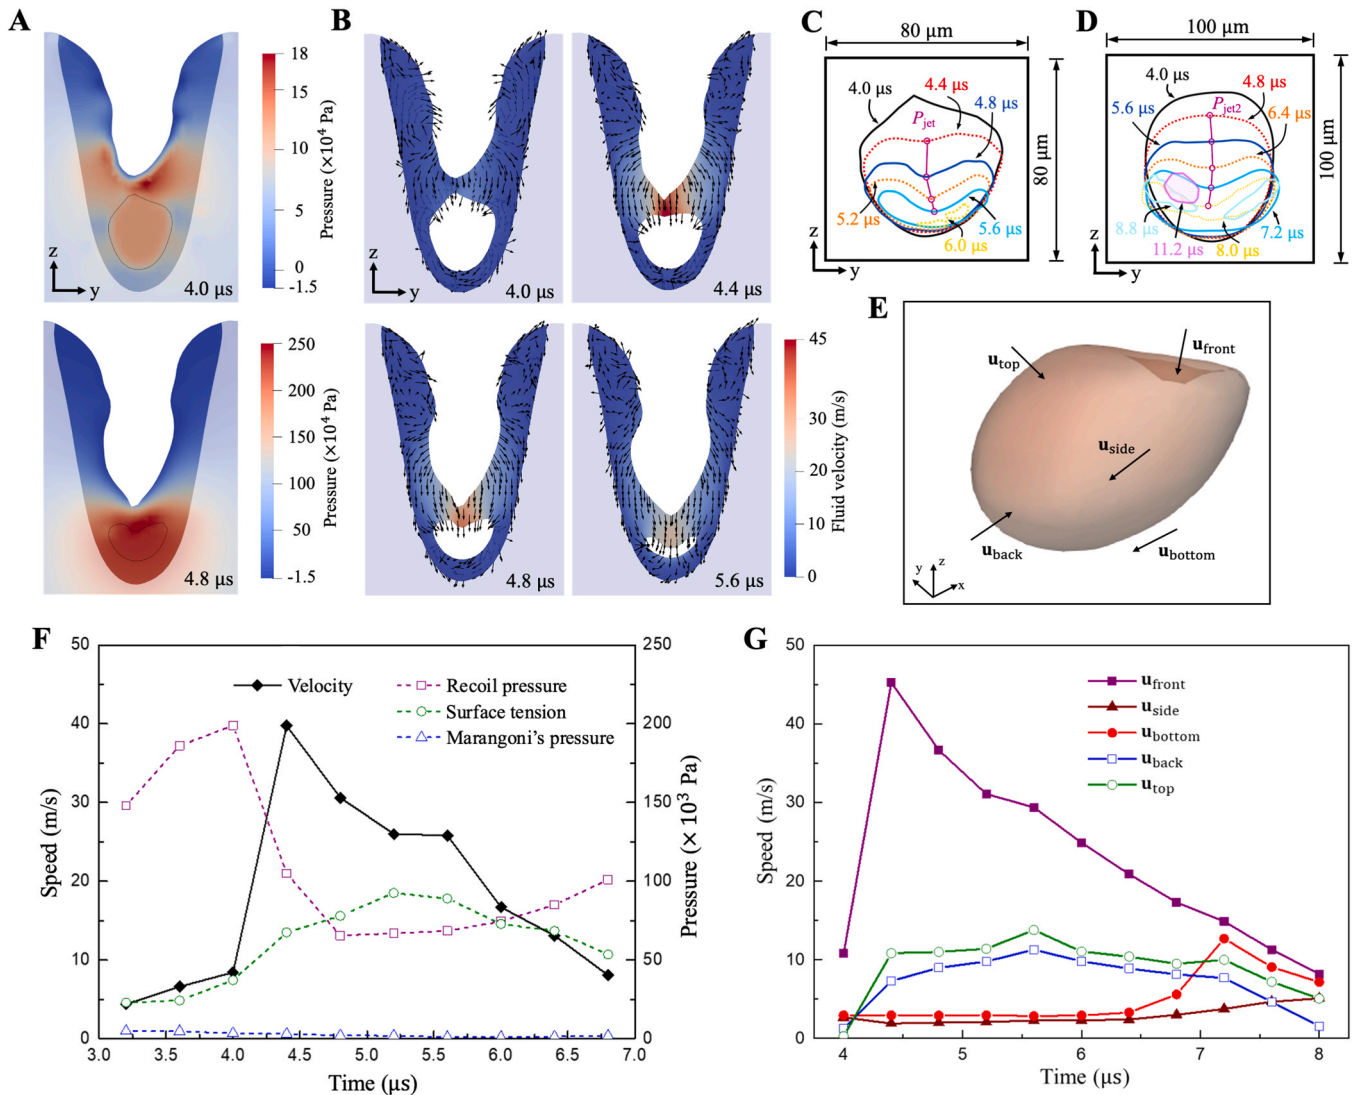 A
B
C
D
18
15
10
5
0
-1.5
Pressure (×10⁴ Pa)
z
y
4.0 μs
250
200
150
100
50
-1.5
Pressure (×10⁴ Pa)
4.8 μs
z
y
4.0 μs
4.4 μs
4.8 μs
5.6 μs
45
30
20
10
0
Fluid velocity (m/s)
80 μm
80 μm
4.0 μs
4.4 μs
4.8 μs
P_jet
5.2 μs
5.6 μs
6.0 μs
z
y
100 μm
100 μm
4.0 μs
4.8 μs
5.6 μs
P_jet2
6.4 μs
8.8 μs
7.2 μs
11.2 μs
8.0 μs
z
y
E
u_top
u_front
u_side
u_back
u_bottom
y
z
x
F
50
40
30
20
10
0
Speed (m/s)
Velocity
Recoil pressure
Surface tension
Marangoni's pressure
250
200
150
100
50
0
Pressure (× 10³ Pa)
3.0 3.5 4.0 4.5 5.0 5.5 6.0 6.5 7.0
Time (μs)
G
50
40
30
20
10
0
Speed (m/s)
u_front
u_side
u_bottom
u_back
u_top
4 5 6 7 8
Time (μs)